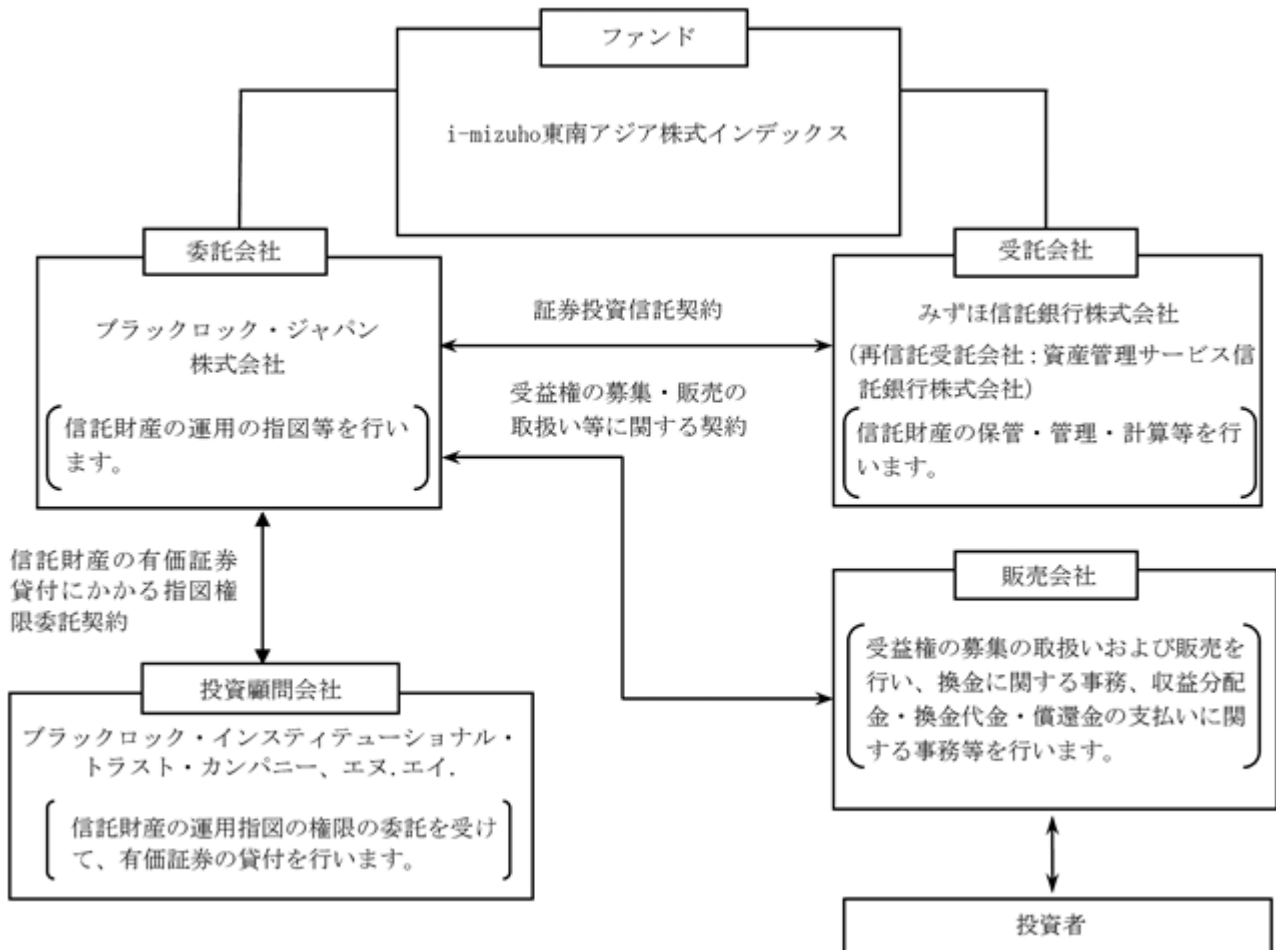 ファンド
i-mizuho東南アジア株式インデックス
委託会社
ブラックロック・ジャパン
株式会社
信託財産の運用の指図等を行い
ます。
証券投資信託契約
受益権の募集・販売の
取扱い等に関する契約
受託会社
みずほ信託銀行株式会社
(再信託受託会社:資産管理サービス信
託銀行株式会社)
信託財産の保管・管理・計算等を行
います。
信託財産の有価証券
貸付にかかる指図権
限委託契約
投資顧問会社
ブラックロック・インスティテューショナル・
トラスト・カンパニー、エヌ.エイ.
信託財産の運用指図の権限の委託を受け
て、有価証券の貸付を行います。
販売会社
受益権の募集の取扱いおよび販売を
行い、換金に関する事務、収益分配
金・換金代金・償還金の支払いに関
する事務等を行います。
投資者